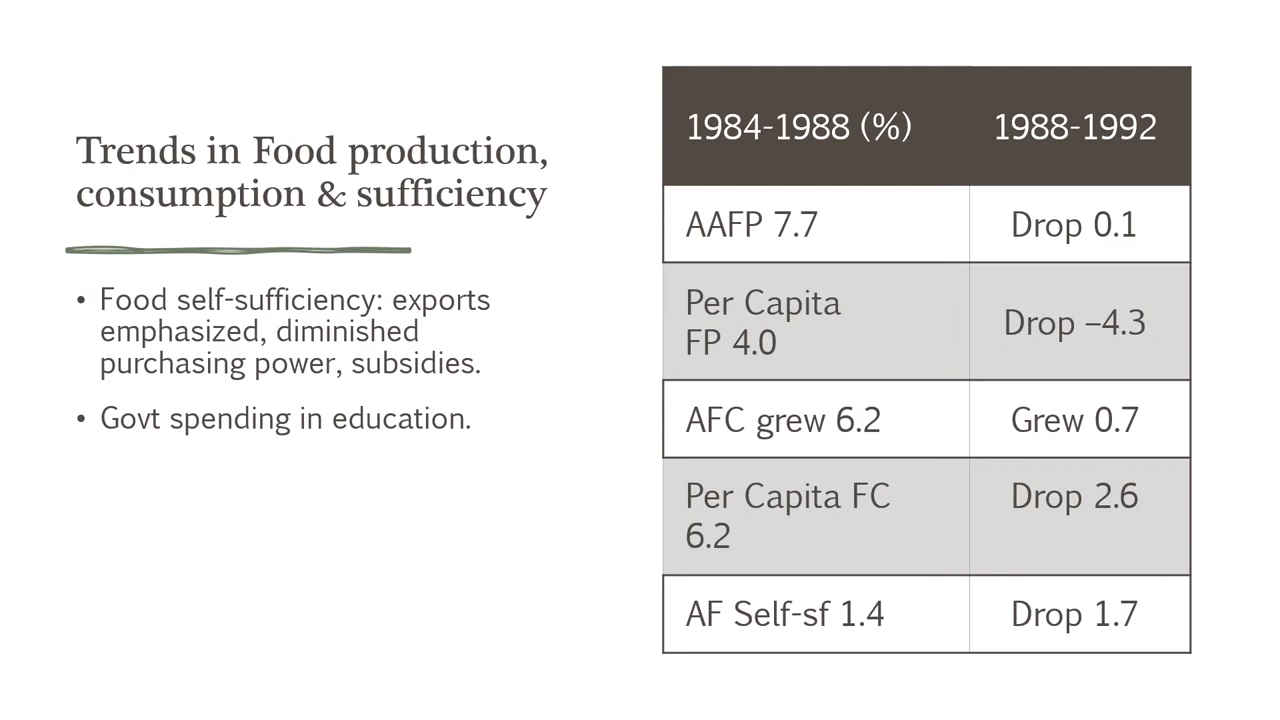 Trends in Food production,
consumption & sufficiency
• Food self-sufficiency: exports
emphasized, diminished
purchasing power, subsidies.
• Govt spending in education.
1984-1988 (%) 1988-1992
AAFP 7.7 Drop 0.1
Per Capita
FP 4.0 Drop –4.3
AFC grew 6.2 Grew 0.7
Per Capita FC Drop 2.6
6.2
AF Self-sf 1.4 Drop 1.7